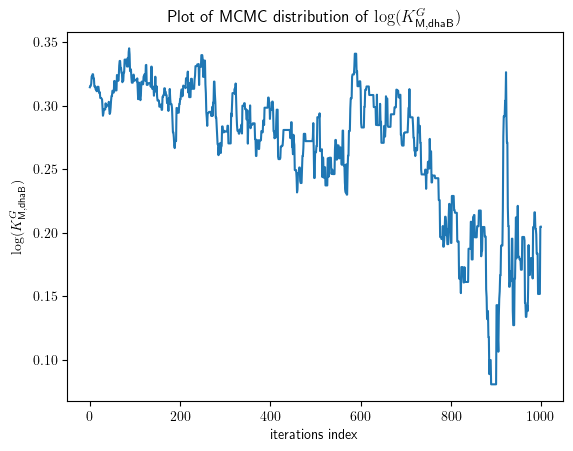 Plot of MCMC distribution of log(K^G_M,dhaB)
0.35
0.30
0.25
0.20
0.15
0.10
log(K^G_M,dhaB)
0 200 400 600 800 1000
iterations index